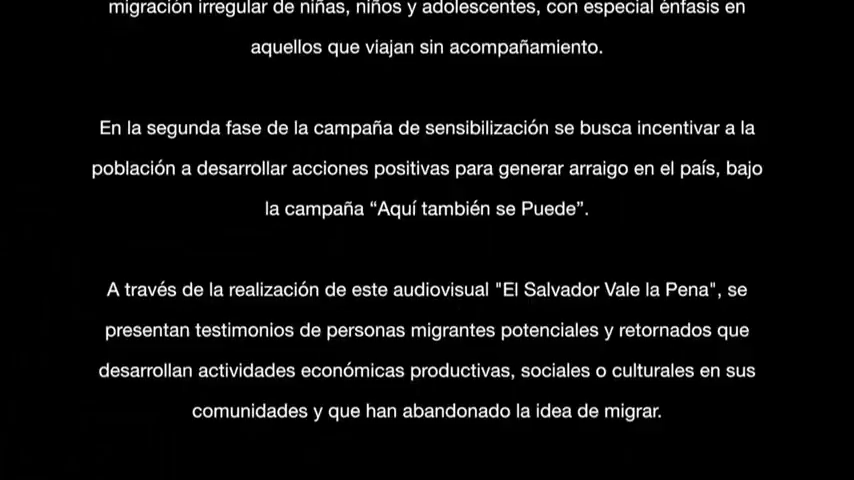 migración irregular de niñas, niños y adolescentes, con especial énfasis en
aquellos que viajan sin acompañamiento.
En la segunda fase de la campaña de sensibilización se busca incentivar a la
población a desarrollar acciones positivas para generar arraigo en el país, bajo
la campaña “Aquí también se Puede”.
A través de la realización de este audiovisual "El Salvador Vale la Pena", se
presentan testimonios de personas migrantes potenciales y retornados que
desarrollan actividades económicas productivas, sociales o culturales en sus
comunidades y que han abandonado la idea de migrar.